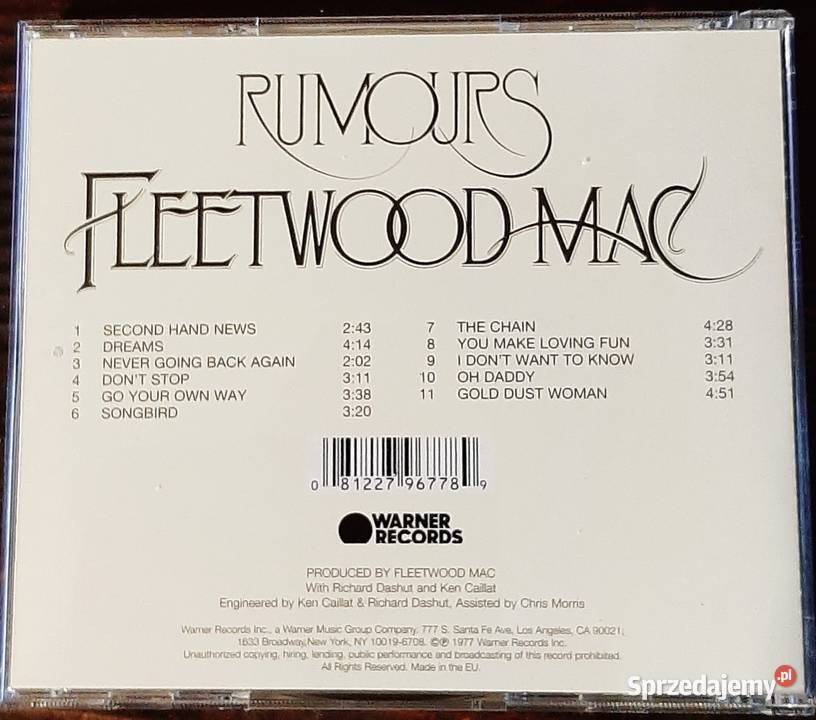 RUMOURS
FLEETWOOD MAC
1 SECOND HAND NEWS 2:43
2 DREAMS 4:14
3 NEVER GOING BACK AGAIN 2:02
4 DON'T STOP 3:11
5 GO YOUR OWN WAY 3:38
6 SONGBIRD 3:20
7 THE CHAIN 4:28
8 YOU MAKE LOVING FUN 3:31
9 I DON'T WANT TO KNOW 3:11
10 OH DADDY 3:54
11 GOLD DUST WOMAN 4:51
0 81227 96778 9
WARNER
RECORDS
PRODUCED BY FLEETWOOD MAC
With Richard Dashut and Ken Caillat
Engineered by Ken Caillat & Richard Dashut, Assisted by Chris Morris
Warner Records Inc., a Warner Music Group Company. 777 S. Santa Fe Ave, Los Angeles, CA 90021;
1633 Broadway, New York, NY 10019-6708. ©℗ 1977 Warner Records Inc.
Unauthorized copying, hiring, lending, public performance and broadcasting of this record prohibited.
All Rights Reserved. Made in the EU.
Sprzedajemy.pl